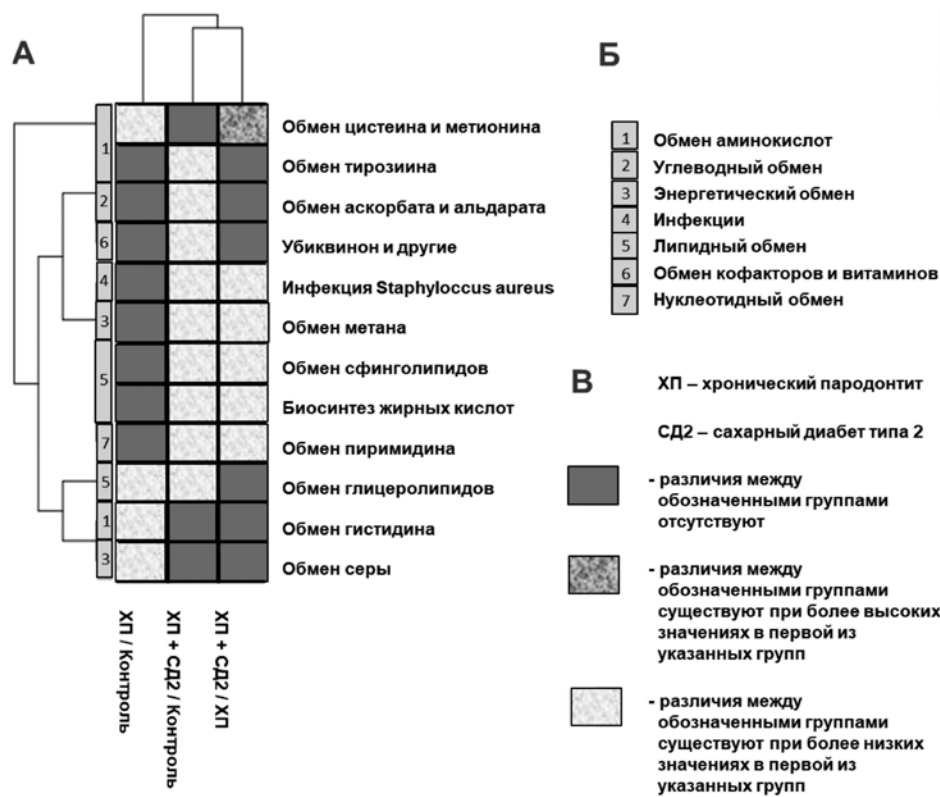 А
1
2
6
4
3
5
7
5
1
3
Обмен цистеина и метионина
Обмен тирозиина
Обмен аскорбата и альдарата
Убиквинон и другие
Инфекция Staphyloccus aureus
Обмен метана
Обмен сфинголипидов
Биосинтез жирных кислот
Обмен пиримидина
Обмен глицеролипидов
Обмен гистидина
Обмен серы
ХП / Контроль
ХП + СД2 / Контроль
ХП + СД2 / ХП
Б
1 Обмен аминокислот
2 Углеводный обмен
3 Энергетический обмен
4 Инфекции
5 Липидный обмен
6 Обмен кофакторов и витаминов
7 Нуклеотидный обмен
В
ХП – хронический пародонтит
СД2 – сахарный диабет типа 2
- различия между
обозначенными группами
отсутствуют
- различия между
обозначенными группами
существуют при более высоких
значениях в первой из
указанных групп
- различия между
обозначенными группами
существуют при более низких
значениях в первой из
указанных групп